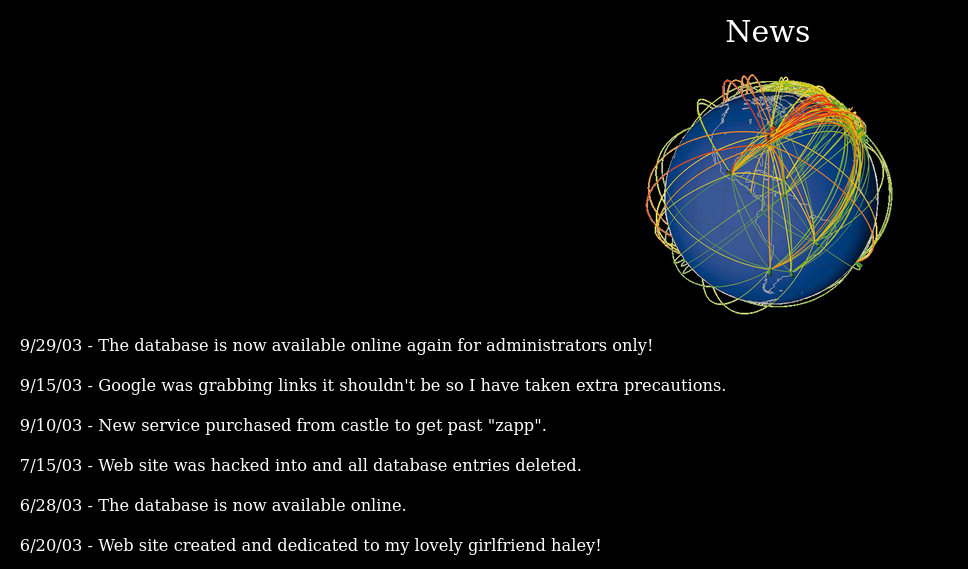 News
9/29/03 - The database is now available online again for administrators only!
9/15/03 - Google was grabbing links it shouldn't be so I have taken extra precautions.
9/10/03 - New service purchased from castle to get past "zapp".
7/15/03 - Web site was hacked into and all database entries deleted.
6/28/03 - The database is now available online.
6/20/03 - Web site created and dedicated to my lovely girlfriend haley!